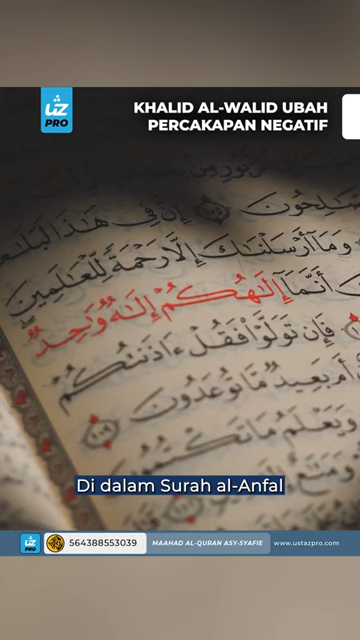 UZ
PRO
KHALID AL-WALID UBAH
PERCAKAPAN NEGATIF
إِنَّ فِي هَٰذَا لَبَلَٰغًا
وَمَآ أَرْسَلْنَٰكَ إِلَّا رَحْمَةً لِّلْعَٰلَمِينَ
أَنَّمَآ إِلَٰهُكُمْ إِلَٰهٌ وَٰحِدٌ
فَإِن تَوَلَّوْا۟ فَقُلْ ءَاذَنتُكُمْ
أَم بَعِيدٌ مَّا تُوعَدُونَ
وَيَعْلَمُ مَا تَكْتُمُونَ
Di dalam Surah al-Anfal
UZ
PRO
564388553039
MAAHAD AL-QURAN ASY-SYAFIE
www.ustazpro.com